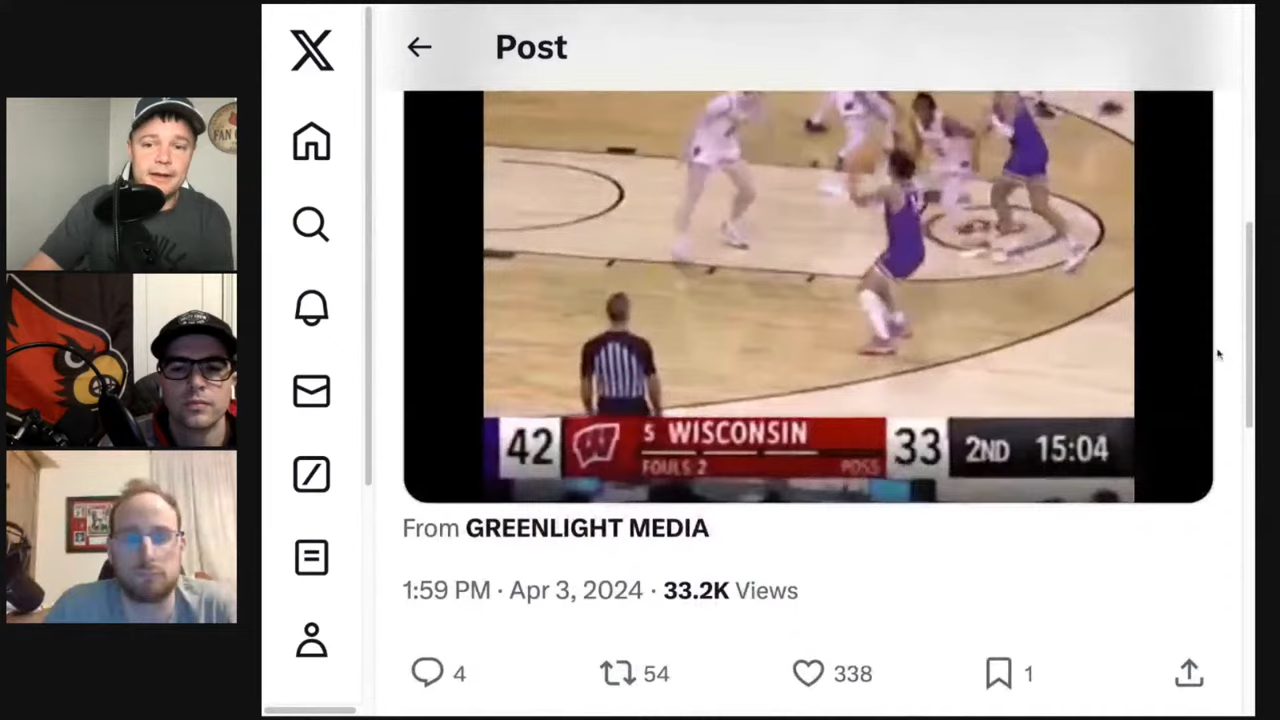 Post
FAN C
42 W 5 WISCONSIN 33 2ND 15:04
FOULS 2 POSS
From GREENLIGHT MEDIA
1:59 PM · Apr 3, 2024 · 33.2K Views
4 54 338 1